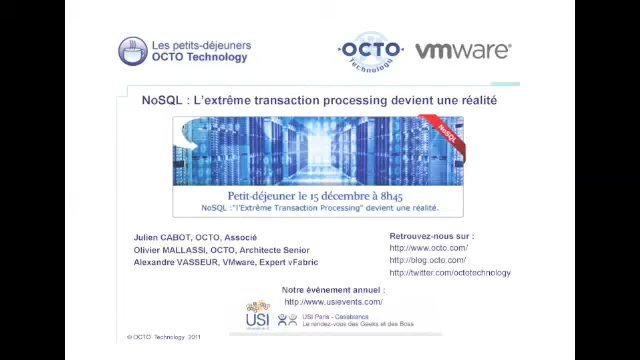 Les petits-déjeuners
OCTO Technology
OCTO
Technology
vmware®
NoSQL : L'extrême transaction processing devient une réalité
NoSQL
Petit-déjeuner le 15 décembre à 8h45
NoSQL :"l'Extrême Transaction Processing" devient une réalité.
Julien CABOT, OCTO, Associé
Olivier MALLASSI, OCTO, Architecte Senior
Alexandre VASSEUR, VMware, Expert vFabric
Retrouvez-nous sur :
http://www.octo.com/
http://blog.octo.com/
http://twitter.com/octotechnology
Notre événement annuel :
http://www.usievents.com/
USI
USI Paris - Casablanca
Le rendez-vous des Geeks et des Boss
© OCTO Technology 2011